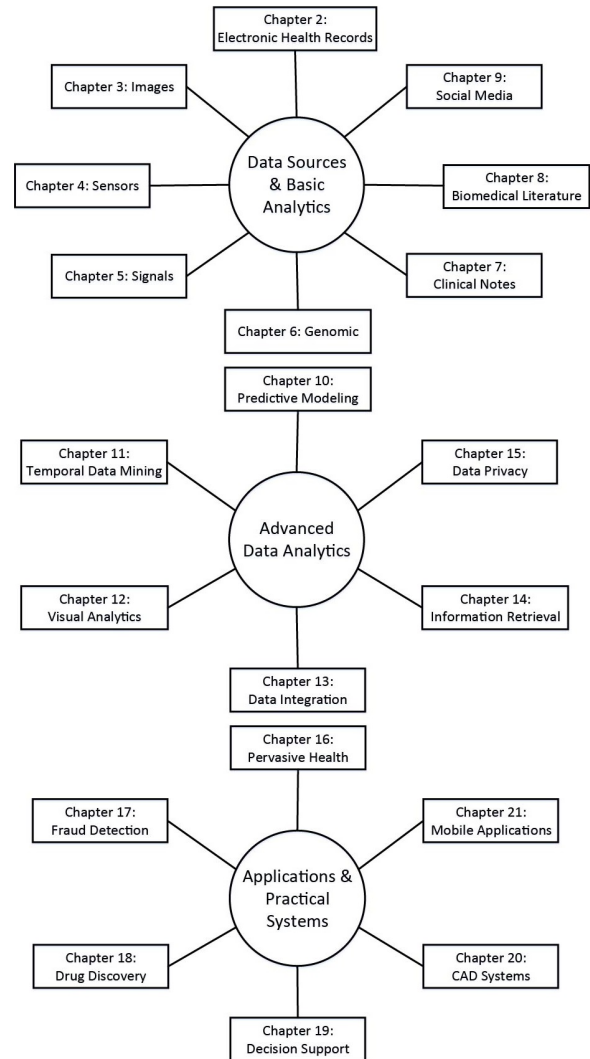 Chapter 2:
Electronic Health Records
Chapter 3: Images
Chapter 9:
Social Media
Data Sources
& Basic
Analytics
Chapter 4: Sensors
Chapter 8:
Biomedical Literature
Chapter 5: Signals
Chapter 7:
Clinical Notes
Chapter 6: Genomic
Chapter 10:
Predictive Modeling
Chapter 11:
Temporal Data Mining
Chapter 15:
Data Privacy
Advanced
Data Analytics
Chapter 12:
Visual Analytics
Chapter 14:
Information Retrieval
Chapter 13:
Data Integration
Chapter 16:
Pervasive Health
Chapter 17:
Fraud Detection
Chapter 21:
Mobile Applications
Applications &
Practical
Systems
Chapter 18:
Drug Discovery
Chapter 20:
CAD Systems
Chapter 19:
Decision Support